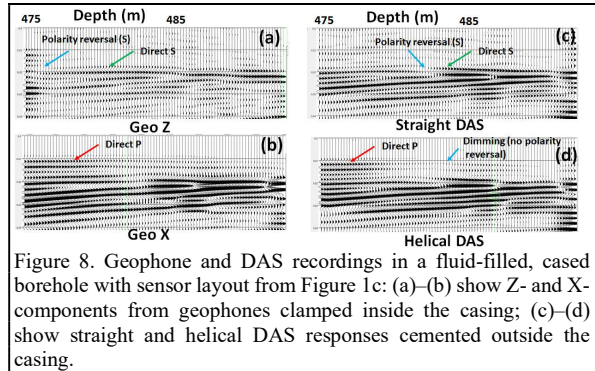 475 Depth (m) 485 475 Depth (m) 485
Polarity reversal (S) Direct S (a)
Polarity reversal (S) Direct S (c)
Geo Z
Straight DAS
Direct P (b)
Direct P Dimming (no polarity reversal) (d)
Geo X
Helical DAS
Figure 8. Geophone and DAS recordings in a fluid-filled, cased
borehole with sensor layout from Figure 1c: (a)–(b) show Z- and X-
components from geophones clamped inside the casing; (c)–(d)
show straight and helical DAS responses cemented outside the
casing.